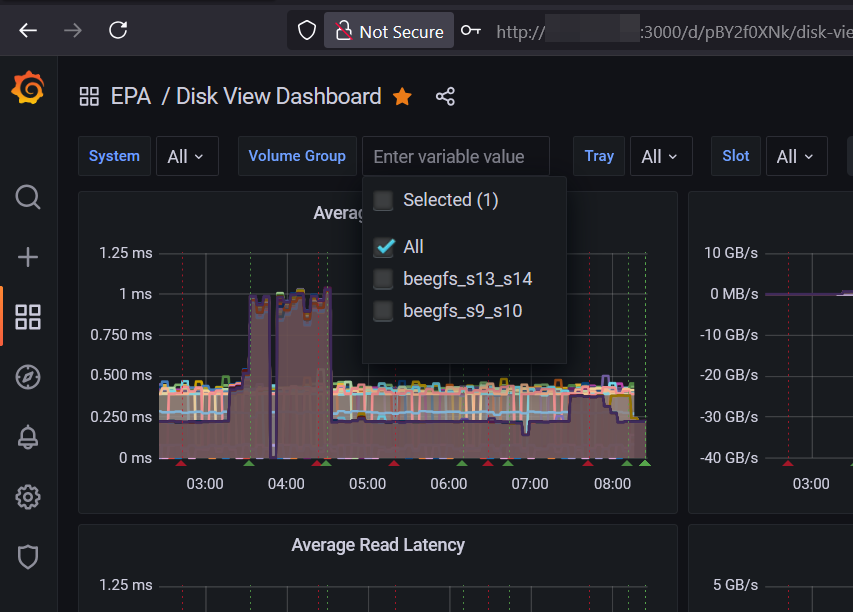 Not Secure
http://
:3000/d/pBY2f0XNk/disk-vie
EPA / Disk View Dashboard
System All Volume Group Enter variable value Tray All Slot All
Selected (1)
All
beegfs_s13_s14
beegfs_s9_s10
Averag
1.25 ms
1 ms
0.750 ms
0.500 ms
0.250 ms
0 ms
03:00 04:00 05:00 06:00 07:00 08:00
10 GB/s
0 MB/s
-10 GB/s
-20 GB/s
-30 GB/s
-40 GB/s
03:00
Average Read Latency
1.25 ms
5 GB/s